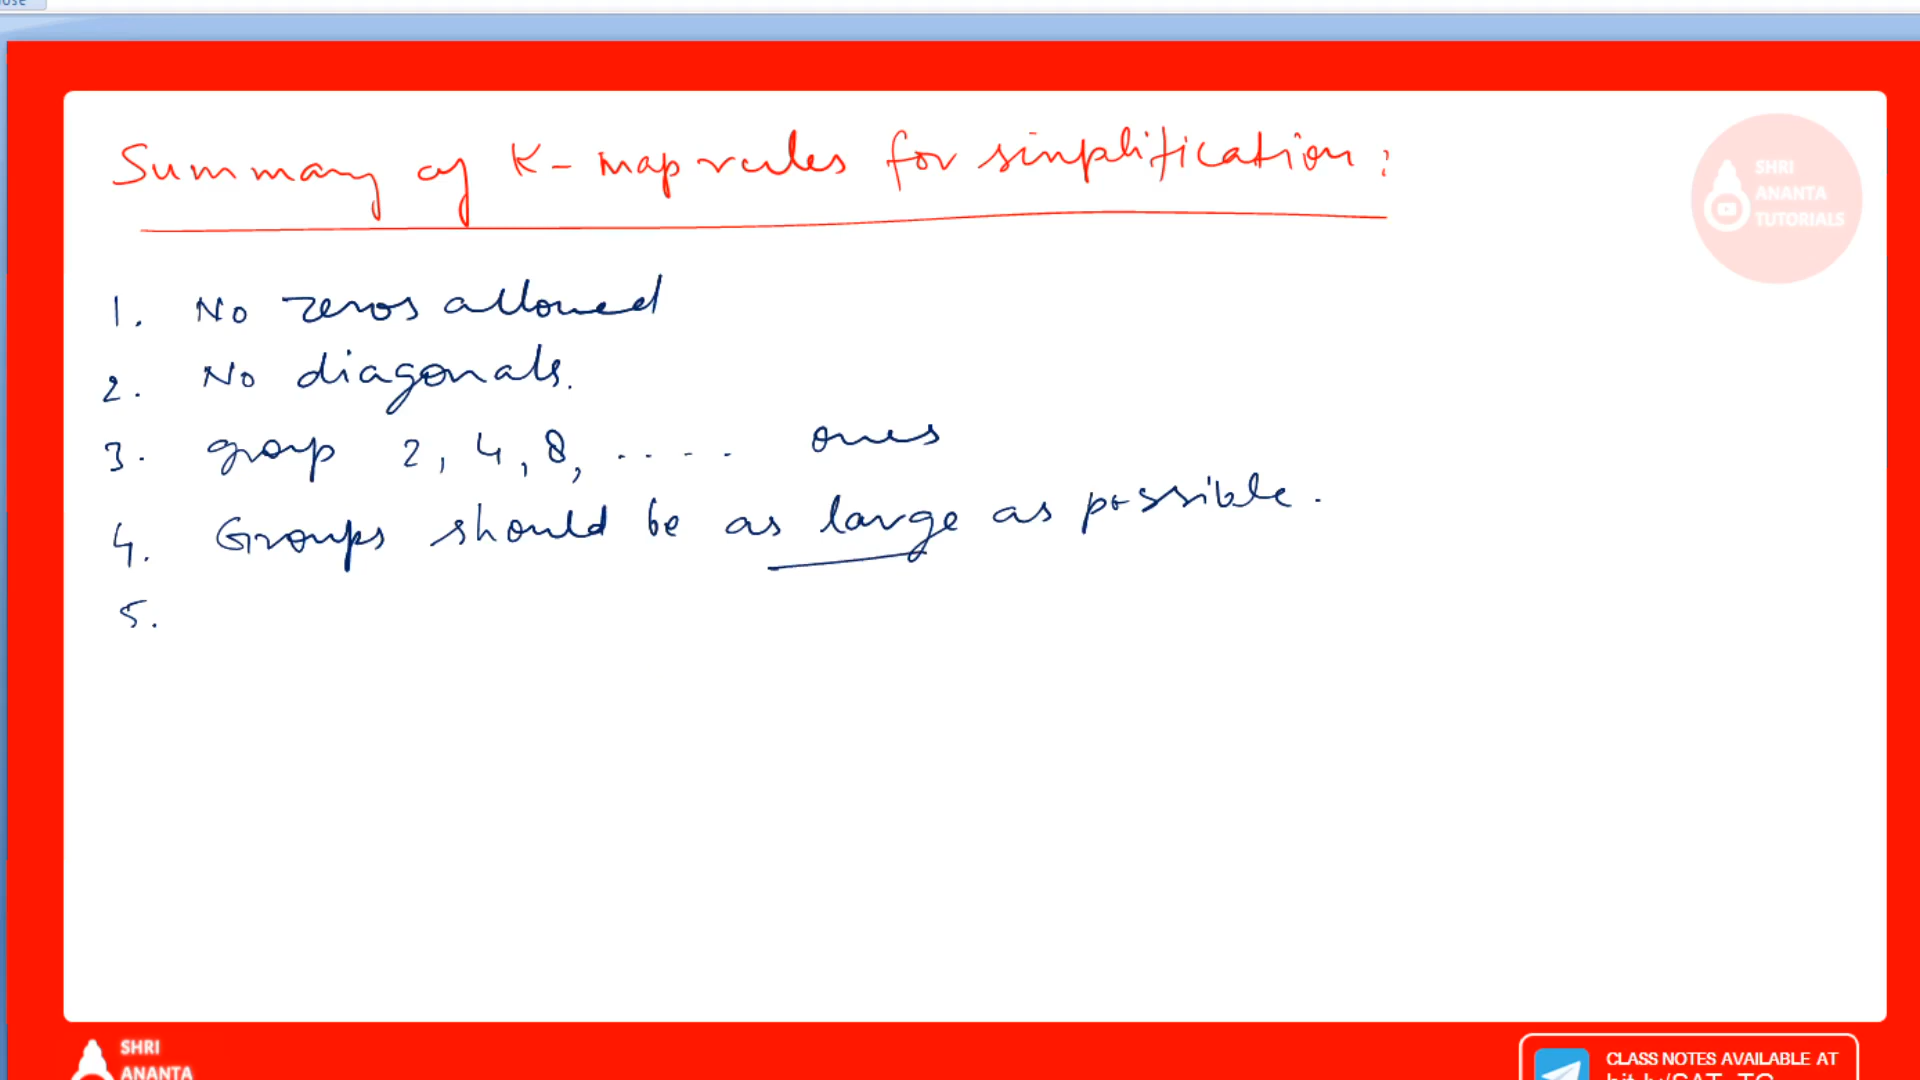 Summary of K-map rules for simplification:
SHRI
ANANTA
TUTORIALS
1. No zeros allowed
2. No diagonals.
3. group 2, 4, 8, .... ones
4. Groups should be as large as possible.
5.
SHRI
ANANTA
CLASS NOTES AVAILABLE AT